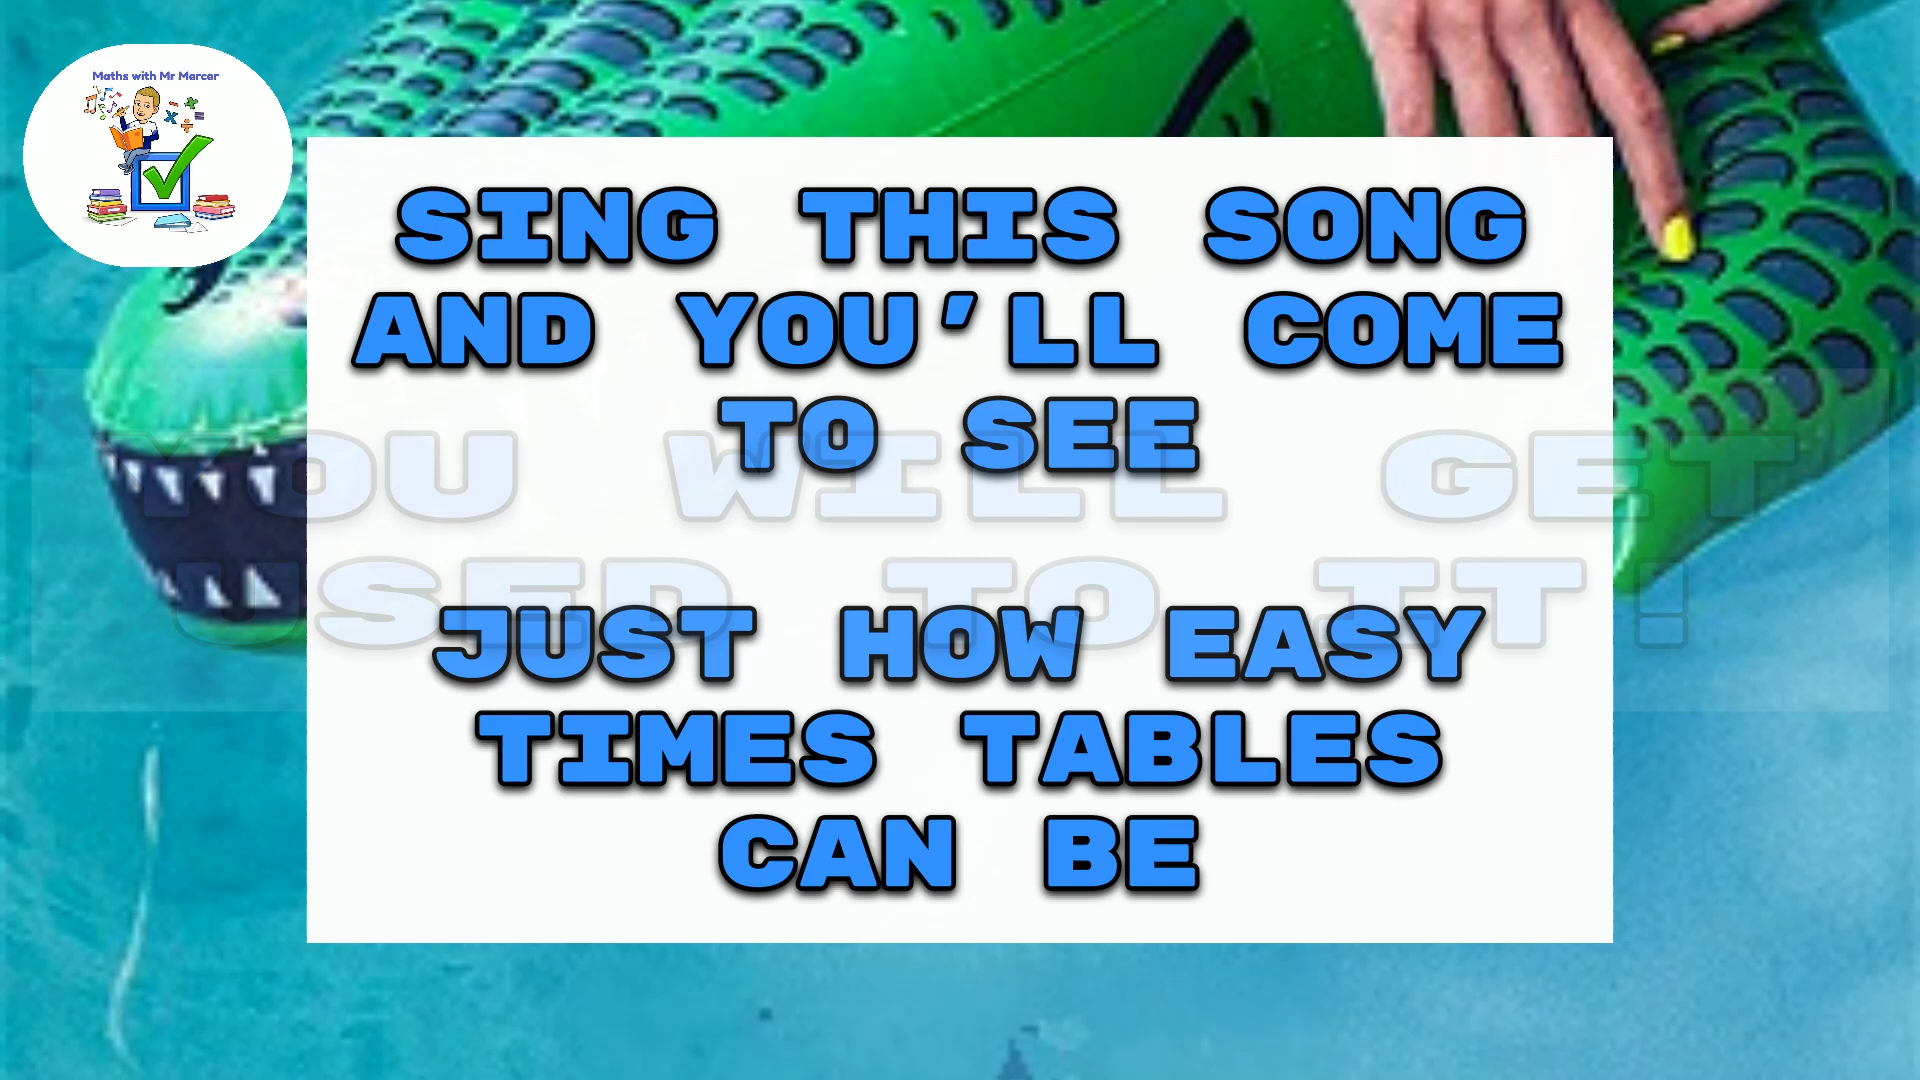 Maths with Mr Mercer
SING THIS SONG
AND YOU'LL COME
TO SEE
YOU WILL GET
USED TO IT!
JUST HOW EASY
TIMES TABLES
CAN BE